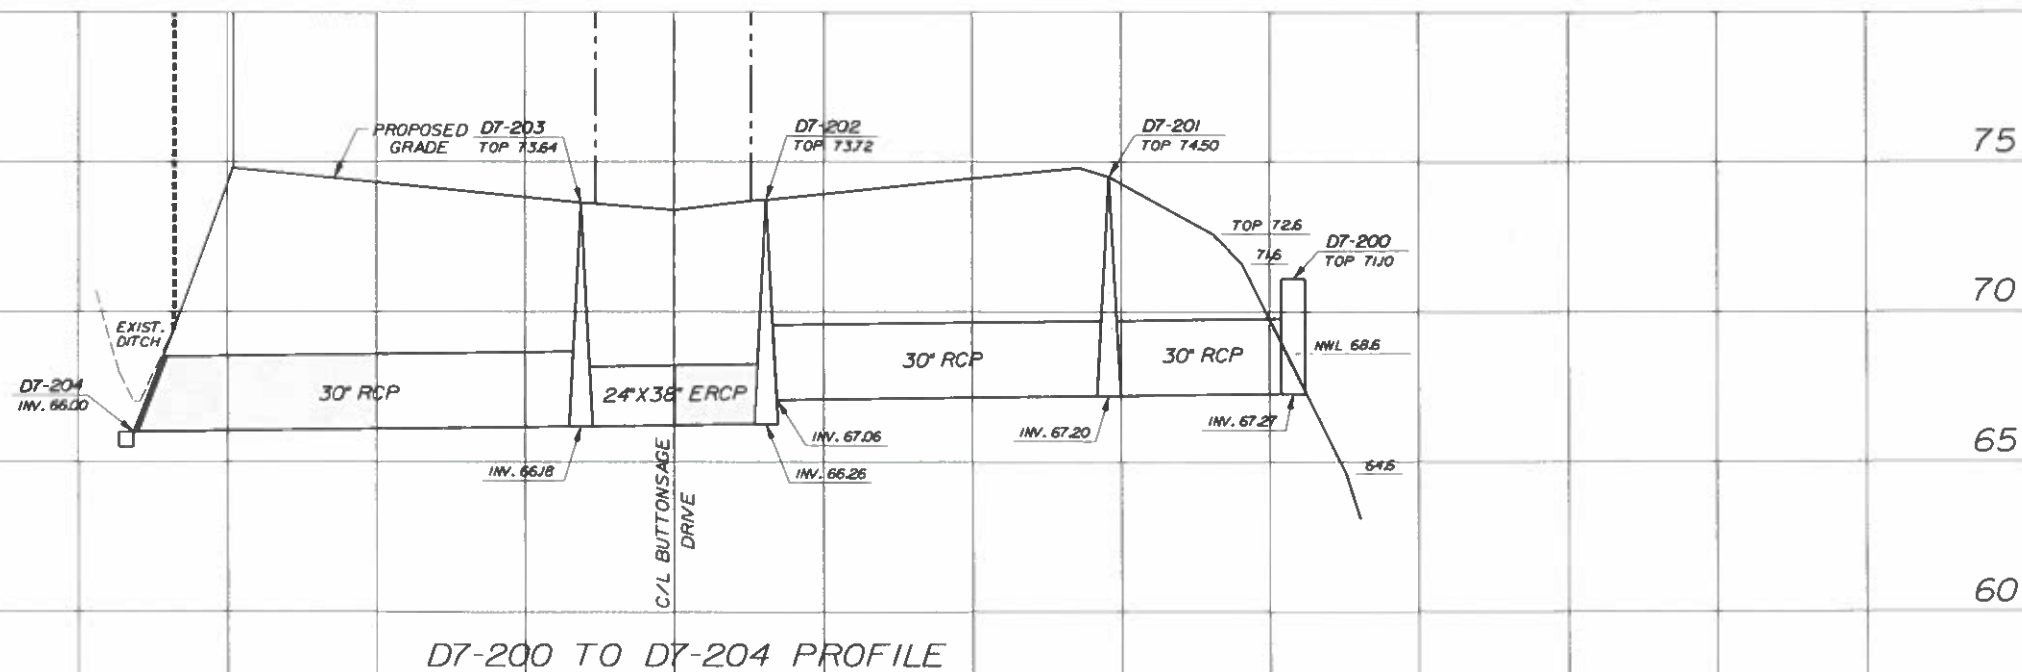 PROPOSED
GRADE
D7-203
TOP 73.64
D7-202
TOP 73.72
D7-201
TOP 74.50
75
TOP 72.6
71.6
D7-200
TOP 71.10
70
EXIST.
DITCH
NWL 68.6
30" RCP
30" RCP
D7-204
INV. 66.00
30" RCP
24"X38" ERCP
INV. 67.06
INV. 67.20
INV. 67.27
65
INV. 66.18
INV. 66.26
64.6
C/L BUTTONSAGE
DRIVE
60
D7-200 TO D7-204 PROFILE